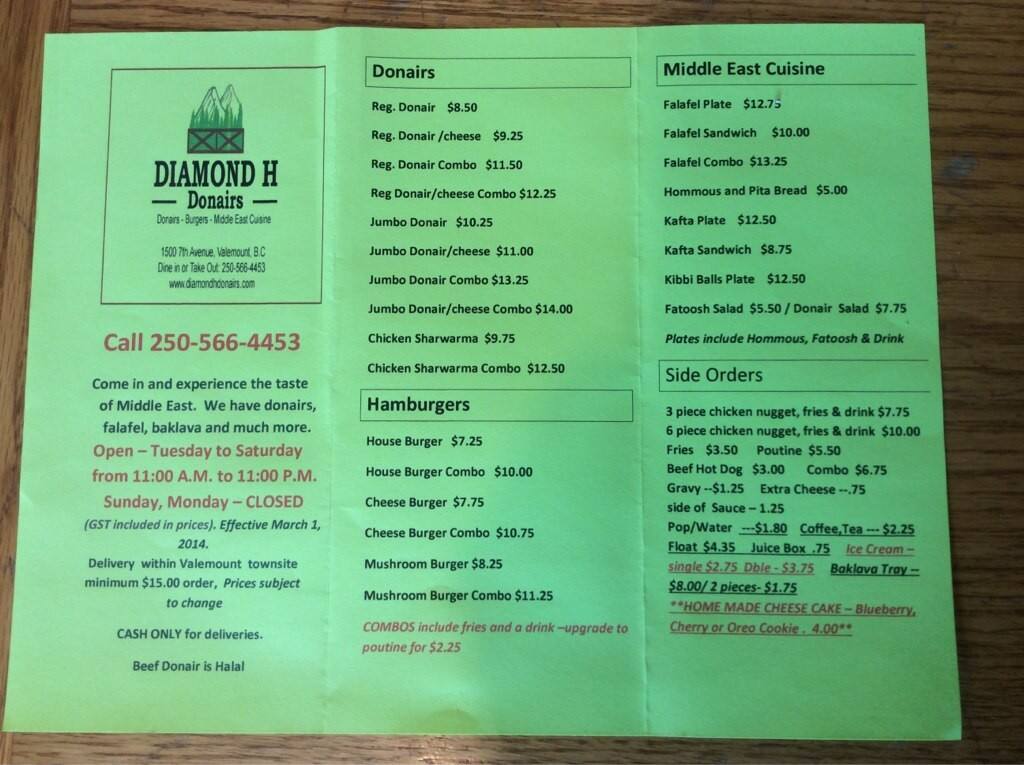 DIAMOND H
Donairs
Donairs - Burgers - Middle East Cuisine
1500 7th Avenue, Valemount, B.C
Dine in or Take Out: 250-566-4453
www.diamondhdonairs.com
Call 250-566-4453
Come in and experience the taste
of Middle East. We have donairs,
falafel, baklava and much more.
Open – Tuesday to Saturday
from 11:00 A.M. to 11:00 P.M.
Sunday, Monday – CLOSED
(GST included in prices). Effective March 1,
2014.
Delivery within Valemount townsite
minimum $15.00 order, Prices subject
to change
CASH ONLY for deliveries.
Beef Donair is Halal
Donairs
Reg. Donair $8.50
Reg. Donair /cheese $9.25
Reg. Donair Combo $11.50
Reg Donair/cheese Combo $12.25
Jumbo Donair $10.25
Jumbo Donair/cheese $11.00
Jumbo Donair Combo $13.25
Jumbo Donair/cheese Combo $14.00
Chicken Sharwarma $9.75
Chicken Sharwarma Combo $12.50
Hamburgers
House Burger $7.25
House Burger Combo $10.00
Cheese Burger $7.75
Cheese Burger Combo $10.75
Mushroom Burger $8.25
Mushroom Burger Combo $11.25
COMBOS include fries and a drink –upgrade to
poutine for $2.25
Middle East Cuisine
Falafel Plate $12.75
Falafel Sandwich $10.00
Falafel Combo $13.25
Hommous and Pita Bread $5.00
Kafta Plate $12.50
Kafta Sandwich $8.75
Kibbi Balls Plate $12.50
Fatoosh Salad $5.50 / Donair Salad $7.75
Plates include Hommous, Fatoosh & Drink
Side Orders
3 piece chicken nugget, fries & drink $7.75
6 piece chicken nugget, fries & drink $10.00
Fries $3.50 Poutine $5.50
Beef Hot Dog $3.00 Combo $6.75
Gravy --$1.25 Extra Cheese --.75
side of Sauce – 1.25
Pop/Water ---$1.80 Coffee,Tea --- $2.25
Float $4.35 Juice Box .75 Ice Cream –
single $2.75 Dble - $3.75 Baklava Tray --
$8.00/ 2 pieces- $1.75
**HOME MADE CHEESE CAKE – Blueberry,
Cherry or Oreo Cookie . 4.00**